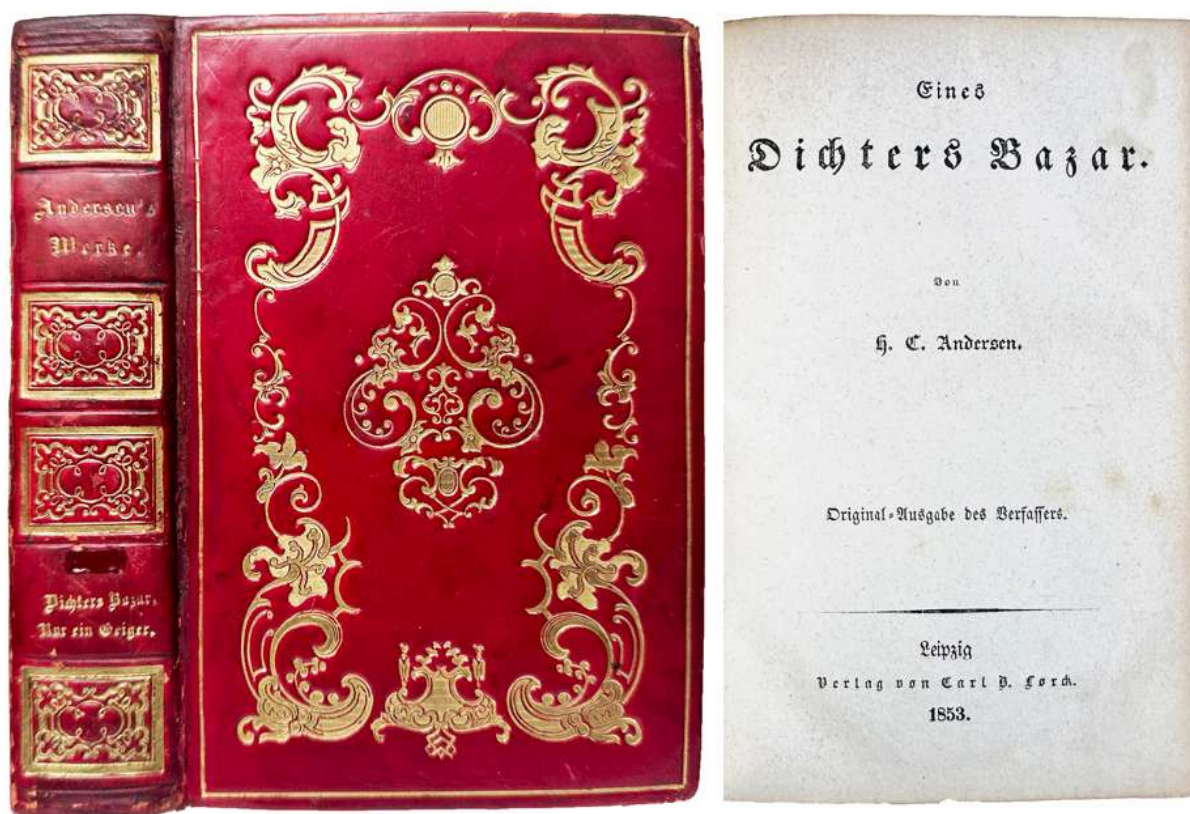 Andersen's
Werke.
Dichters Bazar.
Nur ein Geiger.
Eines
Dichters Bazar.
Von
H. C. Andersen.
Original-Ausgabe des Verfassers.
Leipzig
Verlag von Carl B. Lorck.
1853.